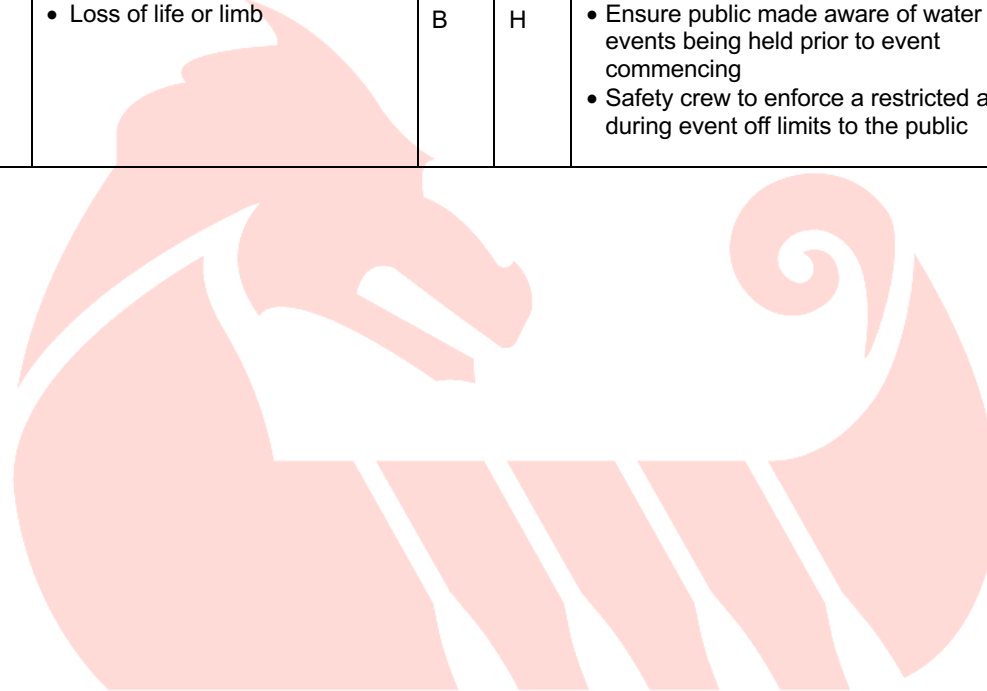 • Loss of life or limb
B
H
• Ensure public made aware of water
events being held prior to event
commencing
• Safety crew to enforce a restricted
during event off limits to the public